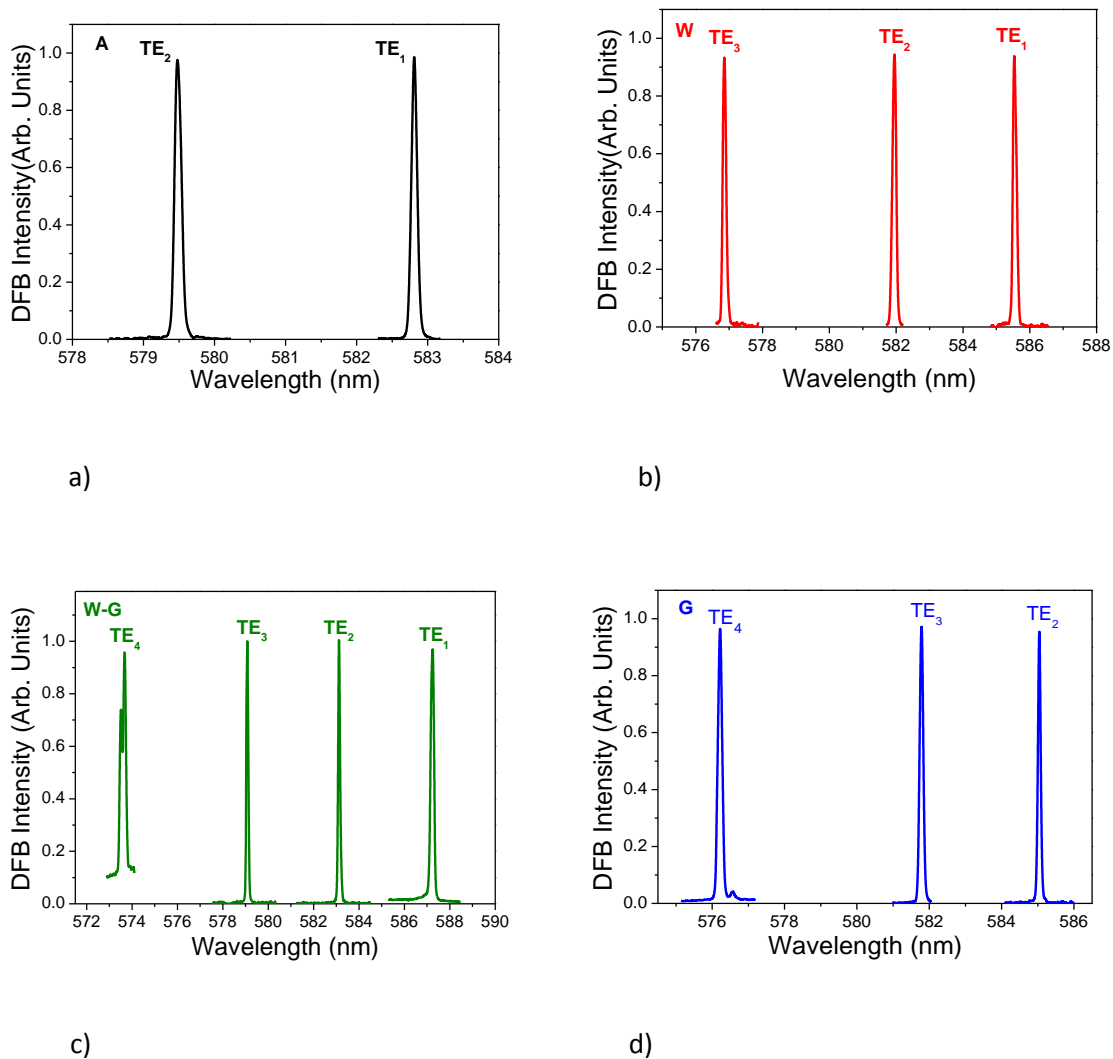 A
TE₂
TE₁
DFB Intensity(Arb. Units)
1.0
0.8
0.6
0.4
0.2
0.0
578 579 580 581 582 583 584
Wavelength (nm)
a)
W
TE₃
TE₂
TE₁
DFB Intensity(Arb. Units)
1.0
0.8
0.6
0.4
0.2
0.0
576 578 580 582 584 586 588
Wavelength (nm)
b)
W-G
TE₄
TE₃
TE₂
TE₁
DFB Intensity (Arb. Units)
1.0
0.8
0.6
0.4
0.2
0.0
572 574 576 578 580 582 584 586 588 590
Wavelength (nm)
c)
G
TE₄
TE₃
TE₂
DFB Intensity (Arb. Units)
1.0
0.8
0.6
0.4
0.2
0.0
576 578 580 582 584 586
Wavelength (nm)
d)